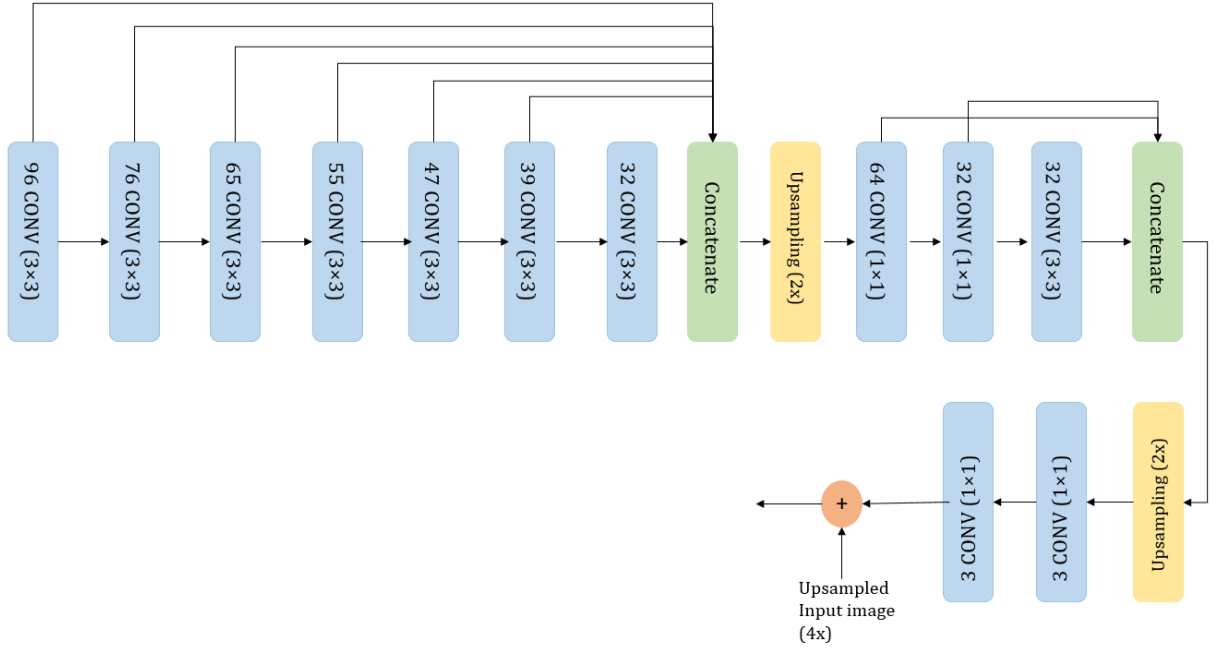 96 CONV (3×3)
76 CONV (3×3)
65 CONV (3×3)
55 CONV (3×3)
47 CONV (3×3)
39 CONV (3×3)
32 CONV (3×3)
Concatenate
Upsampling (2x)
64 CONV (1×1)
32 CONV (1×1)
32 CONV (3×3)
Concatenate
Upsampling (2x)
3 CONV (1×1)
3 CONV (1×1)
+
Upsampled
Input image
(4x)